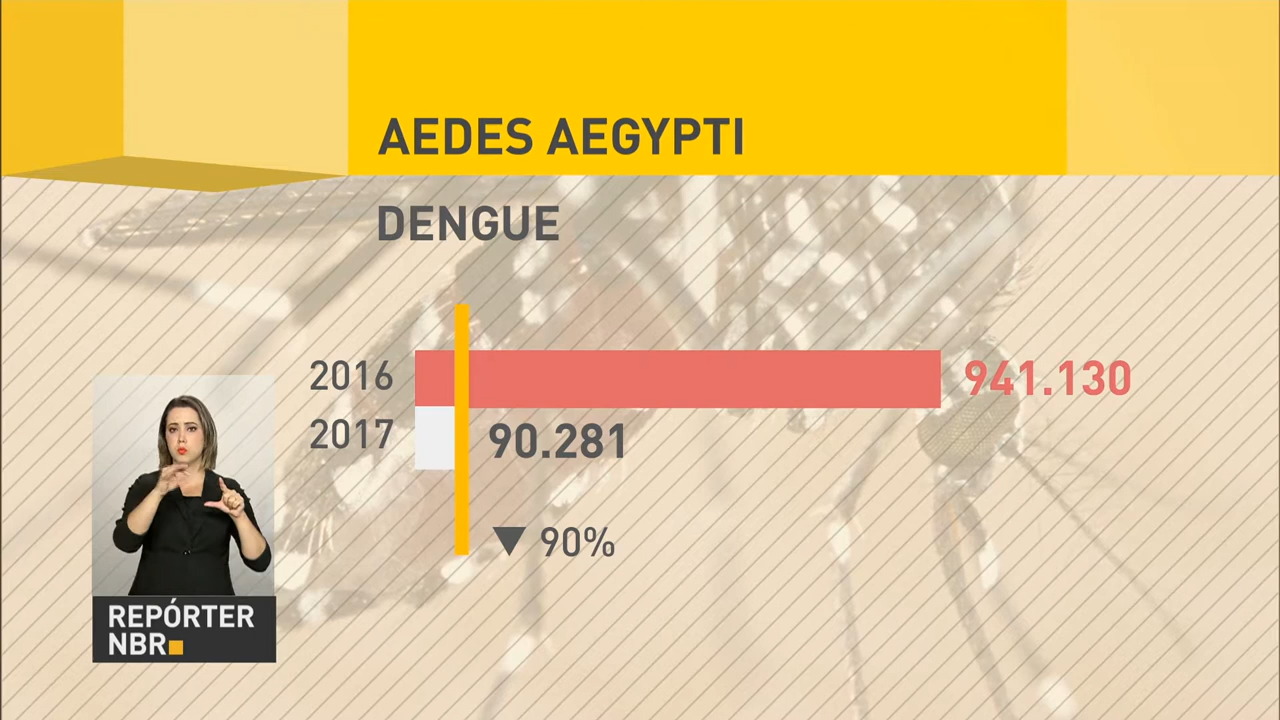 AEDES AEGYPTI
DENGUE
2016 941.130
2017 90.281
▼ 90%
REPÓRTER
NBR